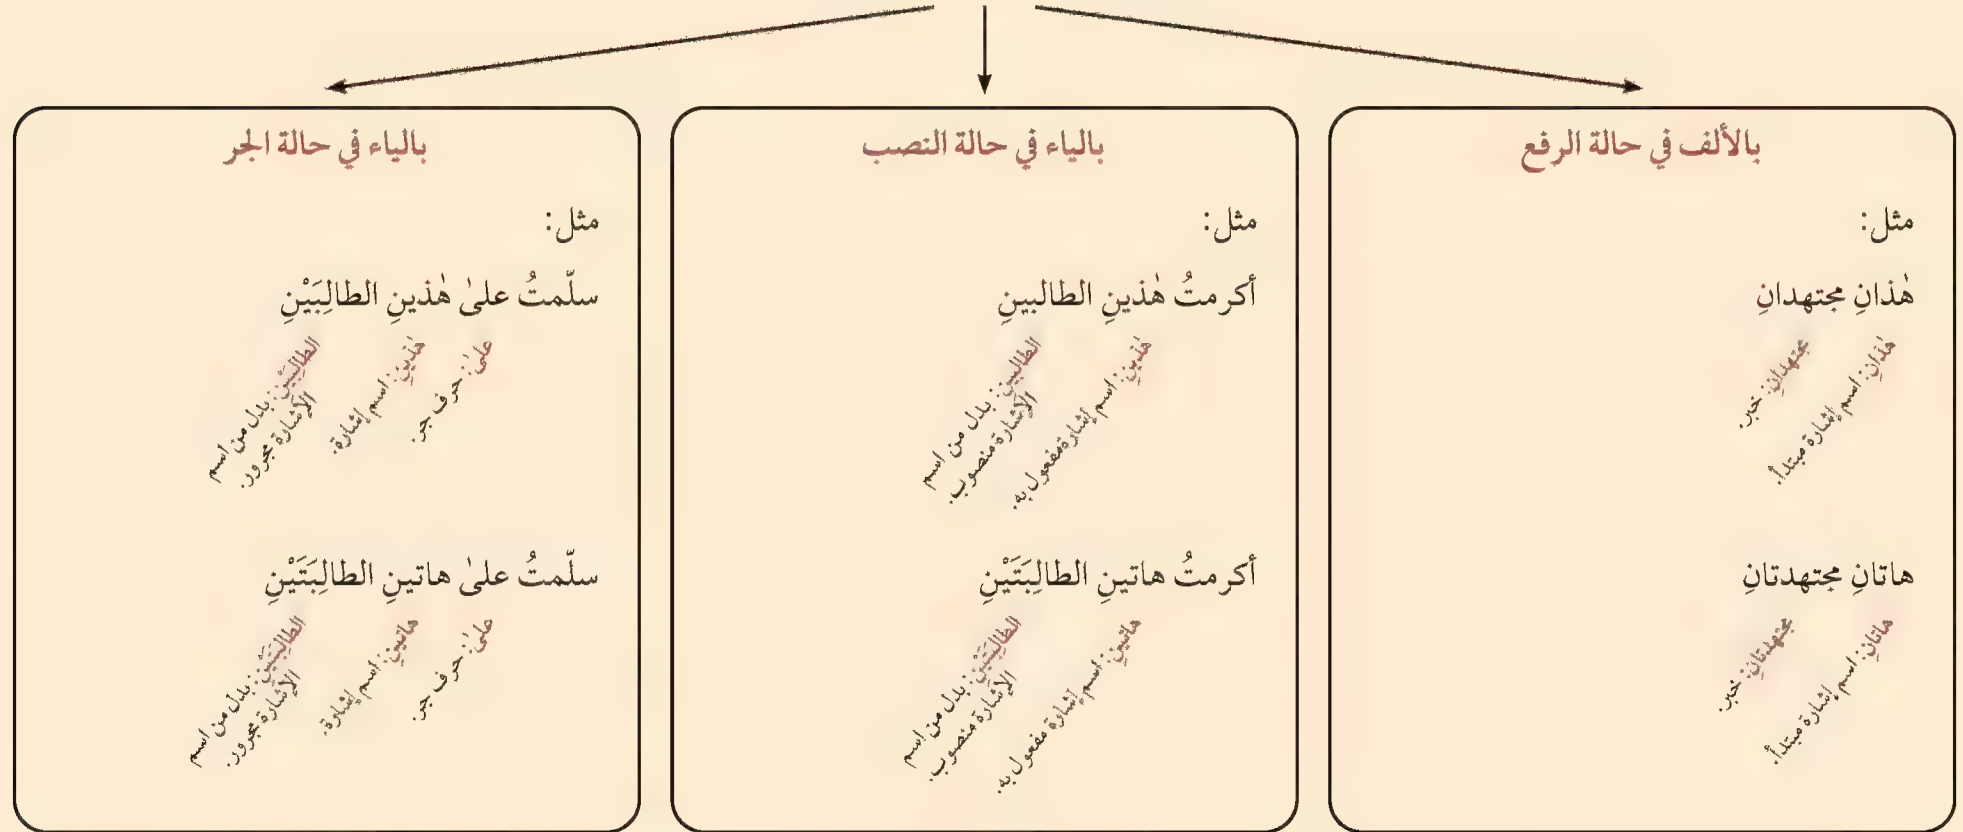 بالألف في حالة الرفع
مثل:
هٰذانِ مجتهدانِ
هٰذانِ: اسم إشارة مبتدأ.
مجتهدانِ: خبر.
هاتانِ مجتهدتانِ
هاتانِ: اسم إشارة مبتدأ.
مجتهدتانِ: خبر.
بالياء في حالة النصب
مثل:
أكرمتُ هٰذينِ الطالبينِ
هٰذينِ: اسم إشارة مفعول به.
الطالبينِ: بدل من اسم
الإشارة منصوب.
أكرمتُ هاتينِ الطالِبَتَيْنِ
هاتينِ: اسم إشارة مفعول به.
الطالِبَتَيْنِ: بدل من اسم
الإشارة منصوب.
بالياء في حالة الجر
مثل:
سلّمتُ علىٰ هٰذينِ الطالِبَيْنِ
علىٰ: حرف جر.
هٰذينِ: اسم إشارة.
الطالِبَيْنِ: بدل من اسم
الإشارة مجرور.
سلّمتُ علىٰ هاتينِ الطالِبَتَيْنِ
علىٰ: حرف جر.
هاتينِ: اسم إشارة.
الطالِبَتَيْنِ: بدل من اسم
الإشارة مجرور.